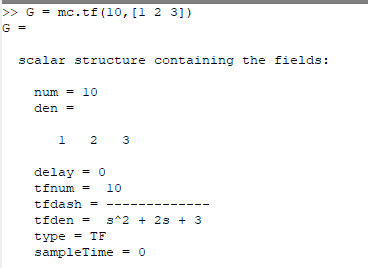 >> G = mc.tf(10,[1 2 3])
G =
scalar structure containing the fields:
num = 10
den =
1 2 3
delay = 0
tfnum = 10
tfdash = -------------
tfden = s^2 + 2s + 3
type = TF
sampleTime = 0